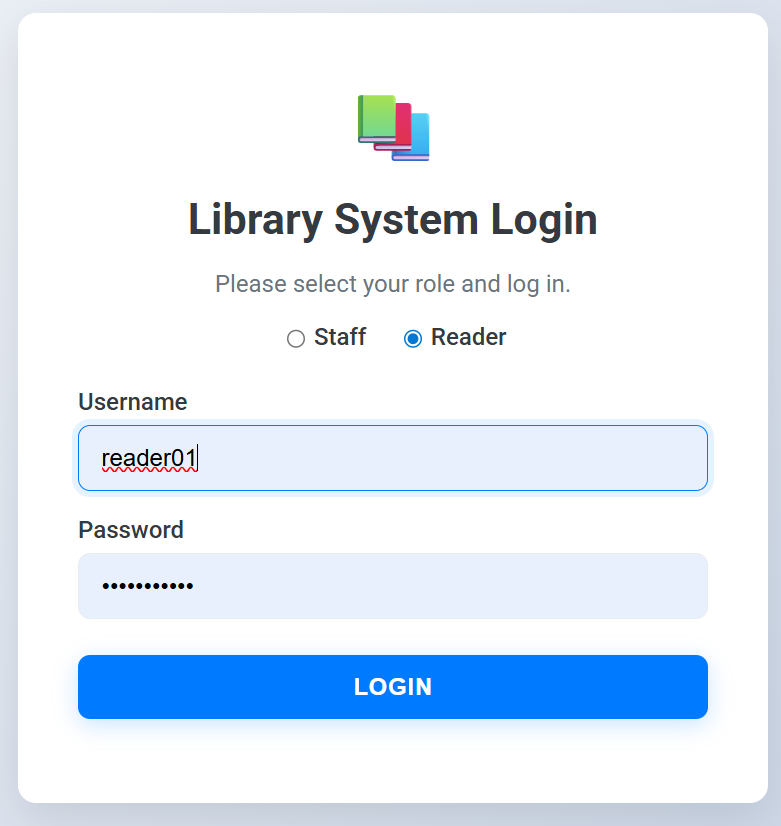 Library System Login
Please select your role and log in.
Staff Reader
Username
reader01
Password
•••••••••••
LOGIN